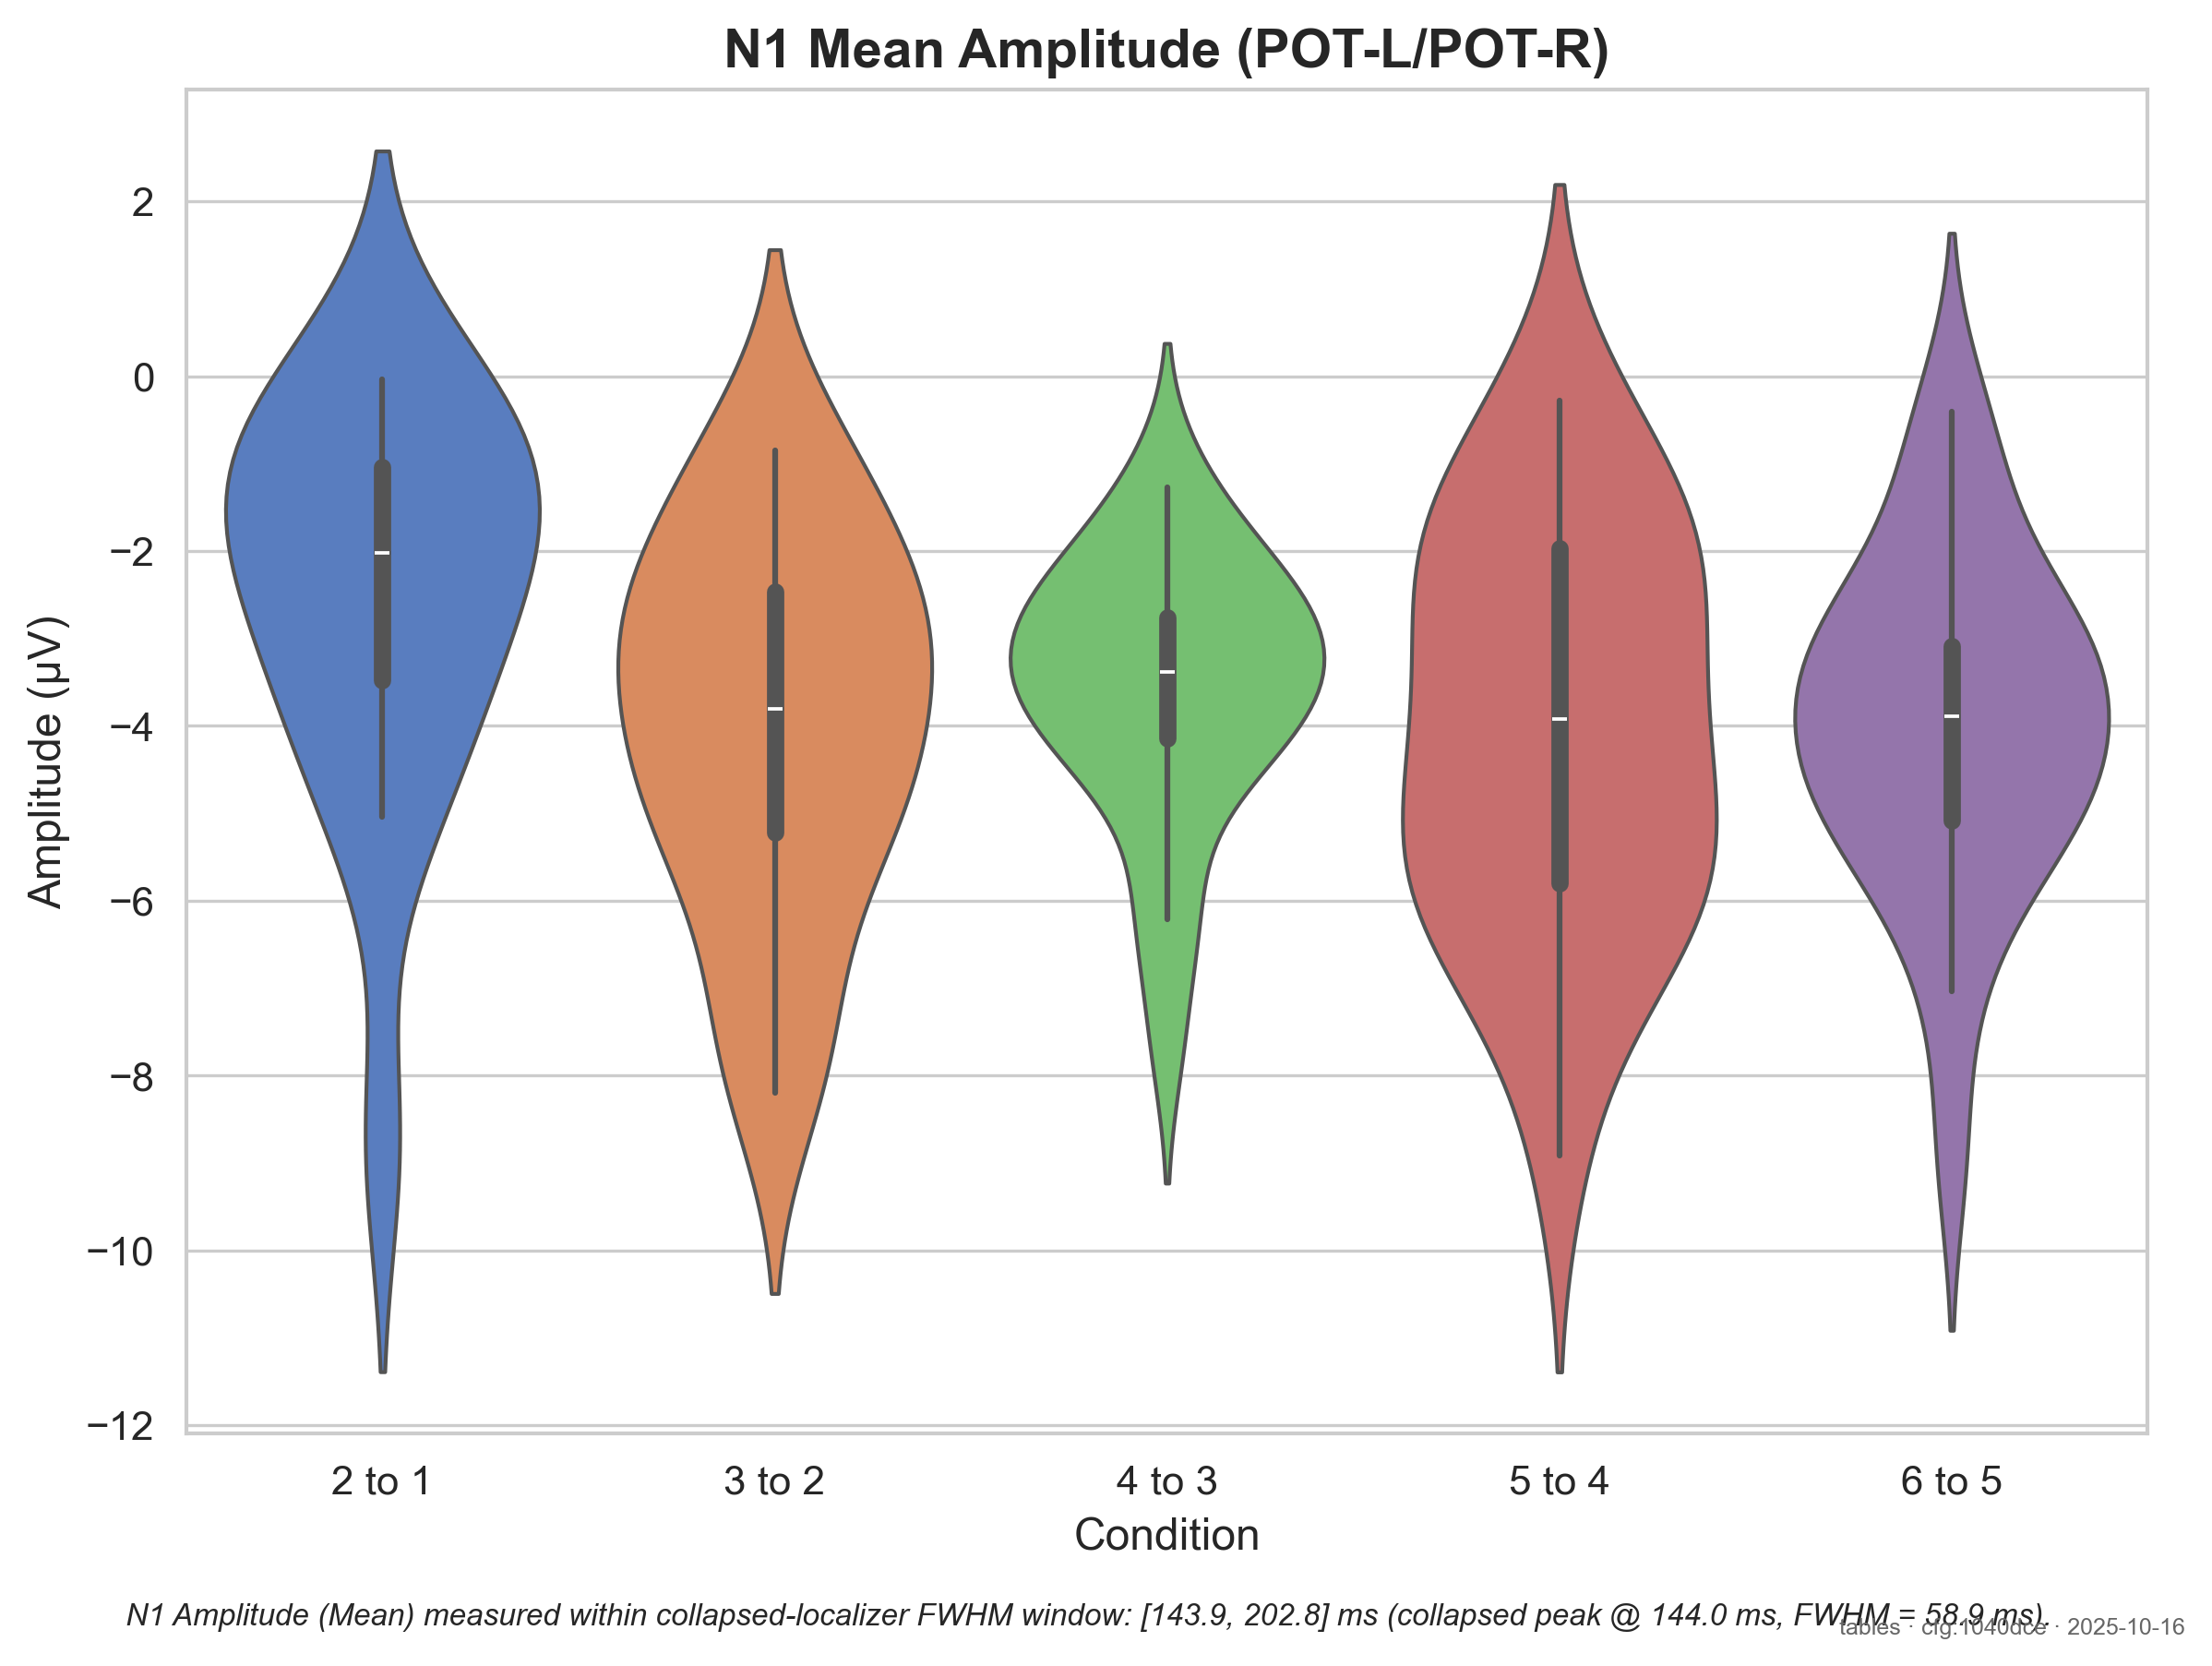 N1 Mean Amplitude (POT-L/POT-R)
Amplitude (µV)
2
0
−2
−4
−6
−8
−10
−12
2 to 1 3 to 2 4 to 3 5 to 4 6 to 5
Condition
N1 Amplitude (Mean) measured within collapsed-localizer FWHM window: [143.9, 202.8] ms (collapsed peak @ 144.0 ms, FWHM = 58.9 ms).
tables · cfg:1040dce · 2025-10-16